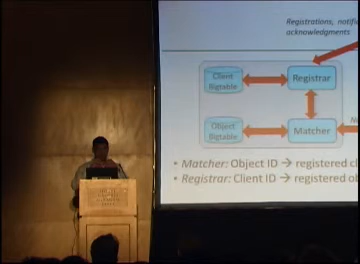 Registrations, notifi
acknowledgments
Client
Bigtable
Registrar
Object
Bigtable
Matcher
• Matcher: Object ID → registered cl
• Registrar: Client ID → registered ob